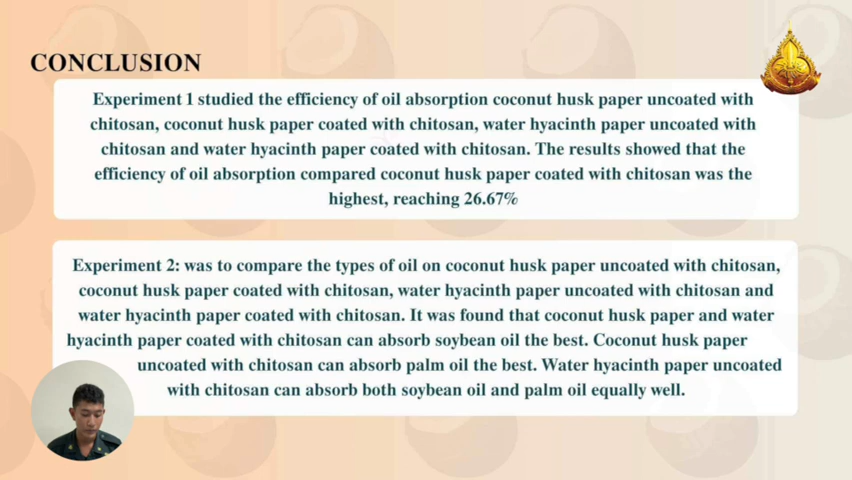 CONCLUSION
Experiment 1 studied the efficiency of oil absorption coconut husk paper uncoated with
chitosan, coconut husk paper coated with chitosan, water hyacinth paper uncoated with
chitosan and water hyacinth paper coated with chitosan. The results showed that the
efficiency of oil absorption compared coconut husk paper coated with chitosan was the
highest, reaching 26.67%
Experiment 2: was to compare the types of oil on coconut husk paper uncoated with chitosan,
coconut husk paper coated with chitosan, water hyacinth paper uncoated with chitosan and
water hyacinth paper coated with chitosan. It was found that coconut husk paper and water
hyacinth paper coated with chitosan can absorb soybean oil the best. Coconut husk paper
uncoated with chitosan can absorb palm oil the best. Water hyacinth paper uncoated
with chitosan can absorb both soybean oil and palm oil equally well.